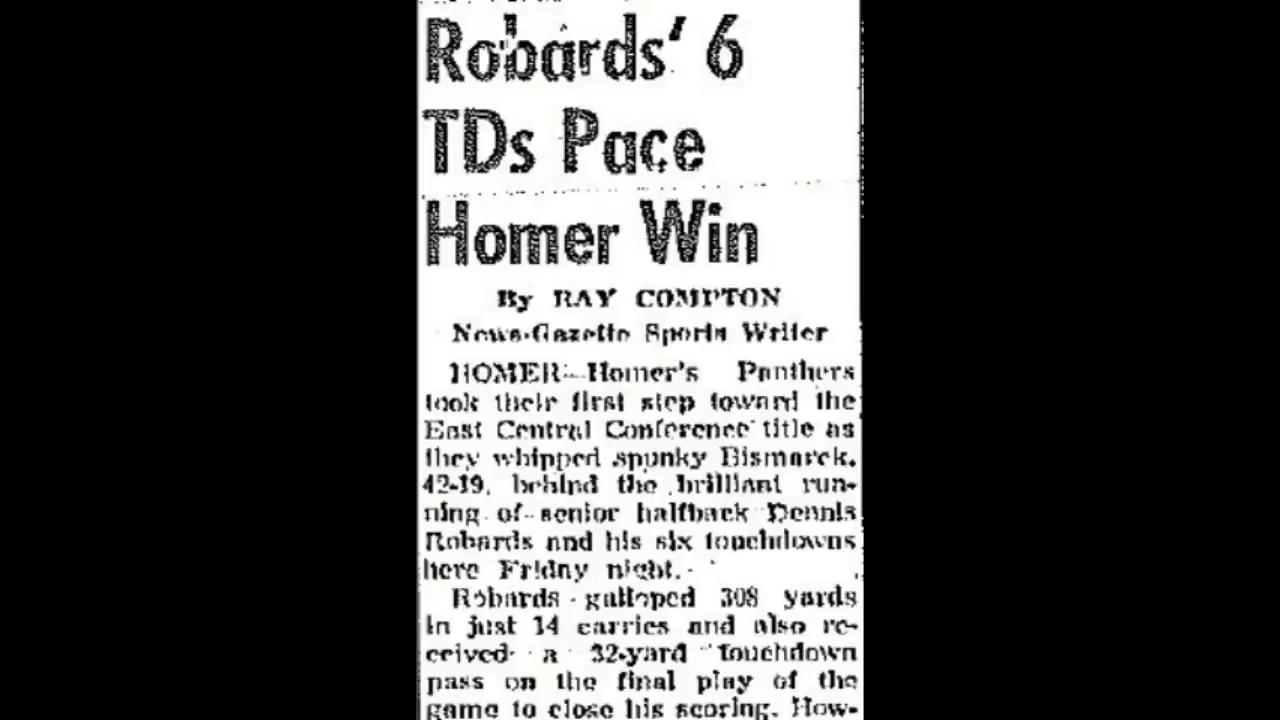 Robards' 6
TDs Pace
Homer Win
By RAY COMPTON
News-Gazette Sports Writer
HOMER—Homer's Panthers
took their first step toward the
East Central Conference title as
they whipped spunky Bismarck,
42-19, behind the brilliant run-
ning of senior halfback Dennis
Robards and his six touchdowns
here Friday night.
Robards galloped 308 yards
in just 14 carries and also re-
ceived a 32-yard touchdown
pass on the final play of the
game to close his scoring. How-